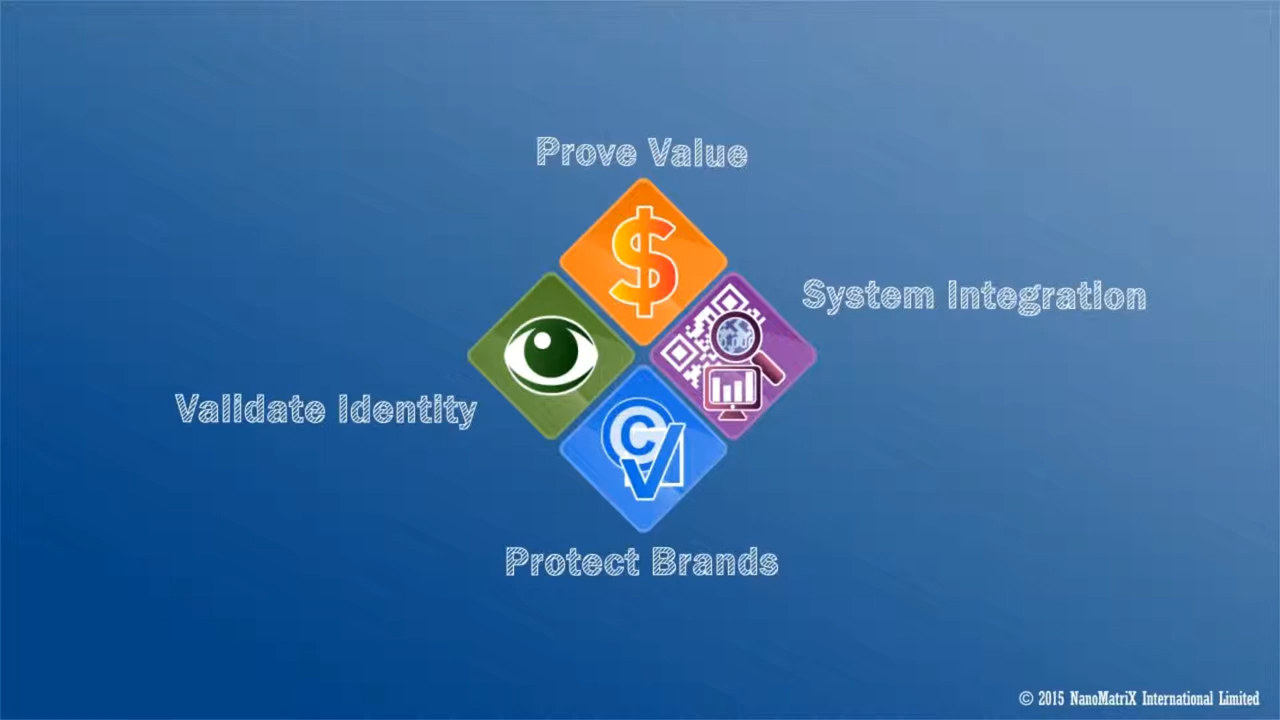 Prove Value
$
System Integration
Validate Identity
C
Protect Brands
© 2015 NanoMatriX International Limited